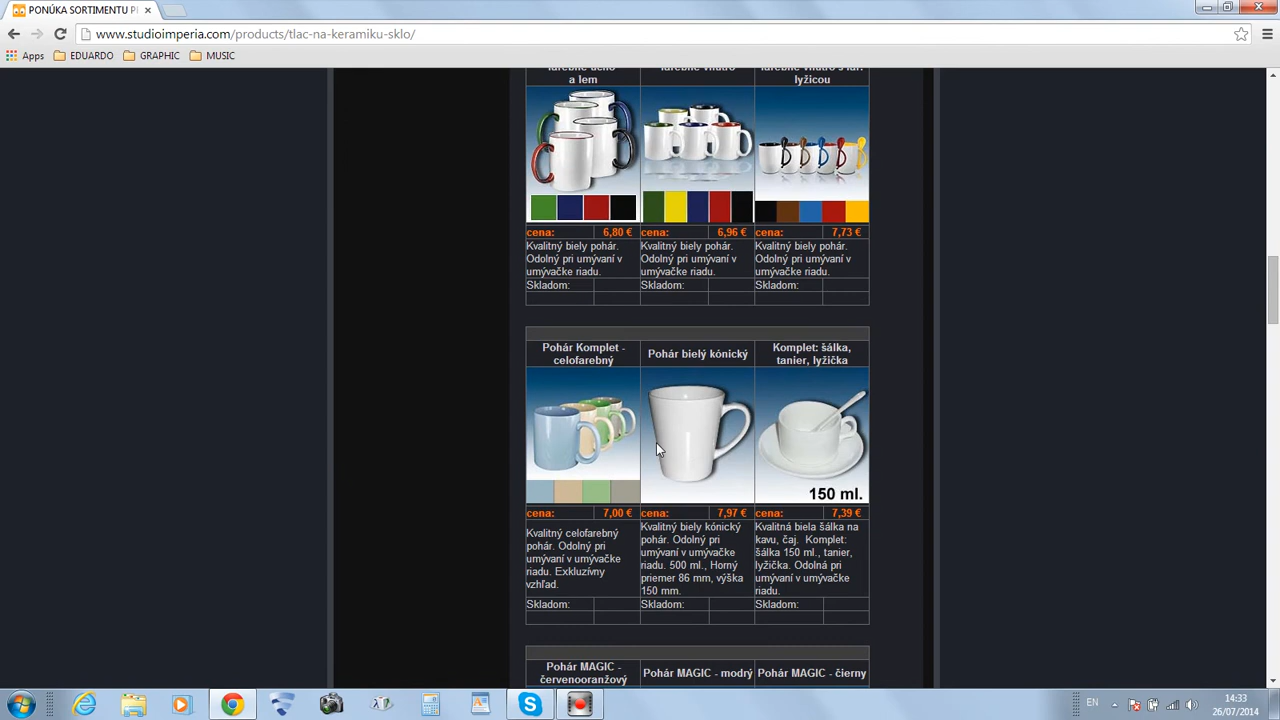 PONÚKA SORTIMENTU P
www.studioimperia.com/products/tlac-na-keramiku-sklo/
Apps EDUARDO GRAPHIC MUSIC
a lem
lyžicou
cena: 6,80 € cena: 6,96 € cena: 7,73 €
Kvalitný biely pohár. Kvalitný biely pohár. Kvalitný biely pohár.
Odolný pri umývaní v Odolný pri umývaní v Odolný pri umývaní v
umývačke riadu. umývačke riadu. umývačke riadu.
Skladom: Skladom: Skladom:
Pohár Komplet -
celofarebný
Pohár bielý kónický
Komplet: šálka,
tanier, lyžička
150 ml.
cena: 7,00 € cena: 7,97 € cena: 7,39 €
Kvalitný celofarebný
pohár. Odolný pri
umývaní v umývačke
riadu. Exkluzívny
vzhľad.
Kvalitný biely kónický
pohár. Odolný pri
umývaní v umývačke
riadu. 500 ml., Horný
priemer 86 mm, výška
150 mm.
Kvalitná biela šálka na
kavu, čaj. Komplet:
šálka 150 ml., tanier,
lyžička. Odolná pri
umývaní v umývačke
riadu.
Skladom: Skladom: Skladom:
Pohár MAGIC -
červenooranžový
Pohár MAGIC - modrý
Pohár MAGIC - čierny
EN
14:33
26/07/2014